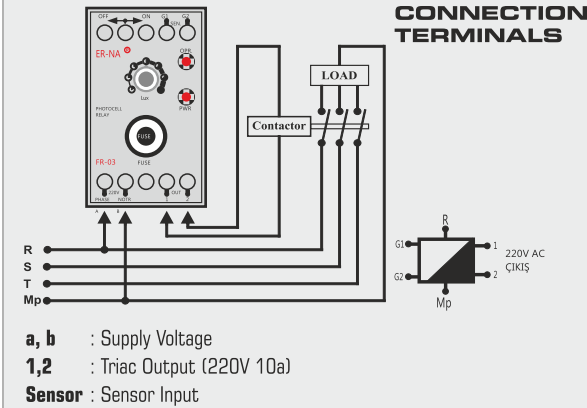 CONNECTION
TERMINALS
OFF ON G1 G2
SEN
ER-NA
OPR.
Lux
PWR
PHOTOCELL
RELAY
FUSE
FR-03
FUSE
220V OUT
PHASE NOTR 1 2
A B
LOAD
Contactor
R
S
T
Mp
R
G1 1
220V AC
ÇIKIŞ
G2 2
Mp
a, b : Supply Voltage
1,2 : Triac Output (220V 10a)
Sensor : Sensor Input